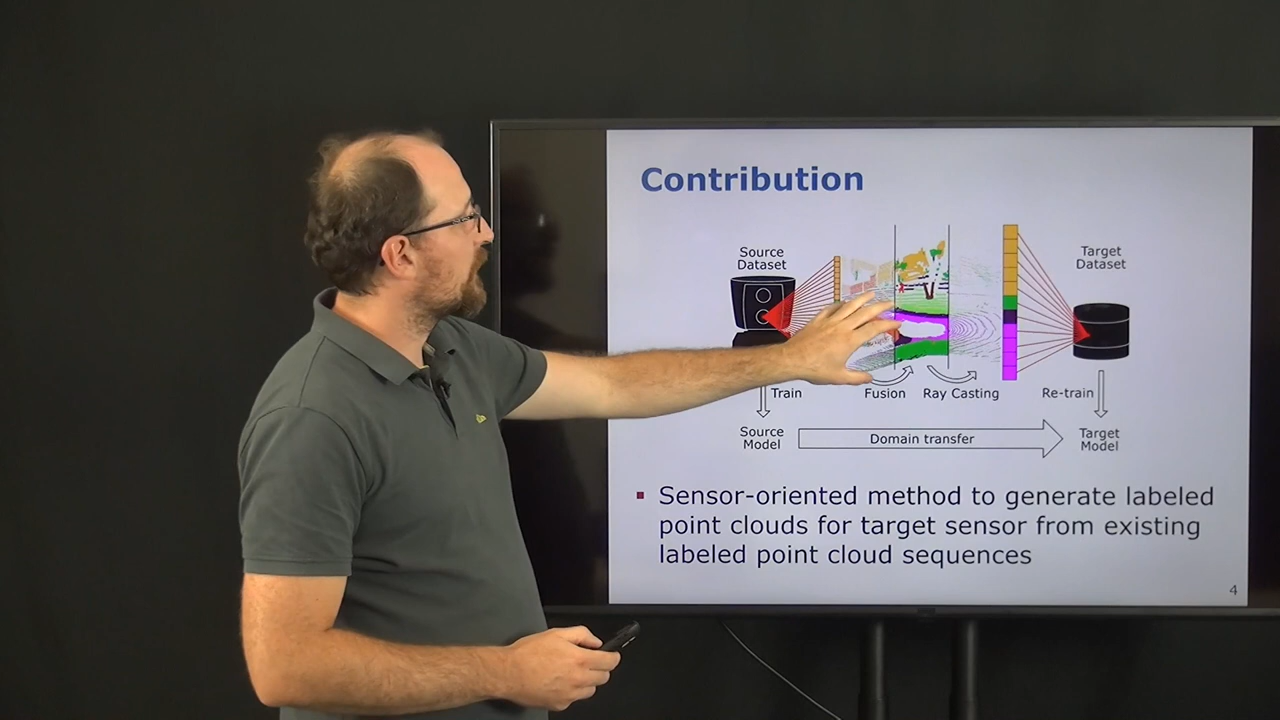 Contribution
Source
Dataset
Target
Dataset
Train
Fusion
Ray Casting
Re-train
Source
Model
Domain transfer
Target
Model
Sensor-oriented method to generate labeled
point clouds for target sensor from existing
labeled point cloud sequences
4